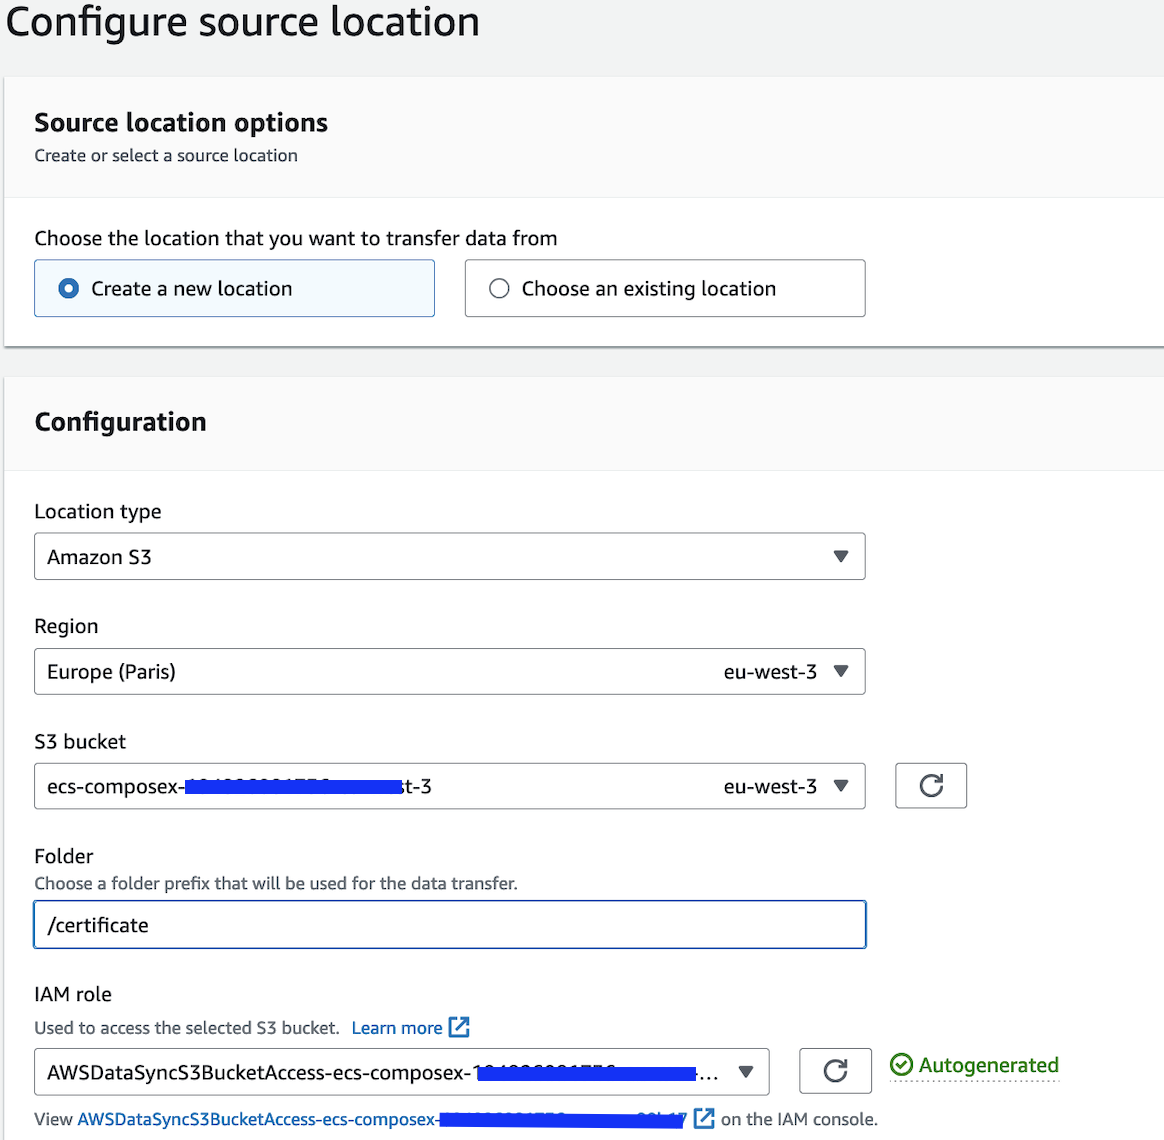 Configure source location
Source location options
Create or select a source location
Choose the location that you want to transfer data from
Create a new location
Choose an existing location
Configuration
Location type
Amazon S3
Region
Europe (Paris) eu-west-3
S3 bucket
ecs-composex- st-3 eu-west-3
Folder
Choose a folder prefix that will be used for the data transfer.
/certificate
IAM role
Used to access the selected S3 bucket. Learn more
AWSDataSyncS3BucketAccess-ecs-composex- ...
Autogenerated
View AWSDataSyncS3BucketAccess-ecs-composex- on the IAM console.